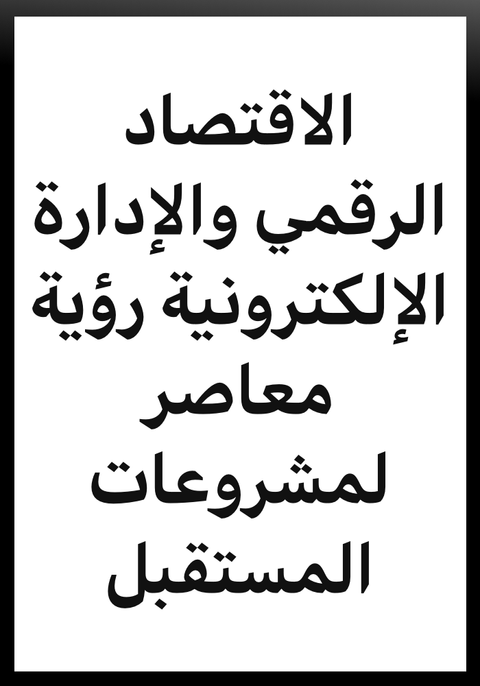 الاقتصاد
الرقمي والإدارة
الإلكترونية رؤية
معاصر
لمشروعات
المستقبل